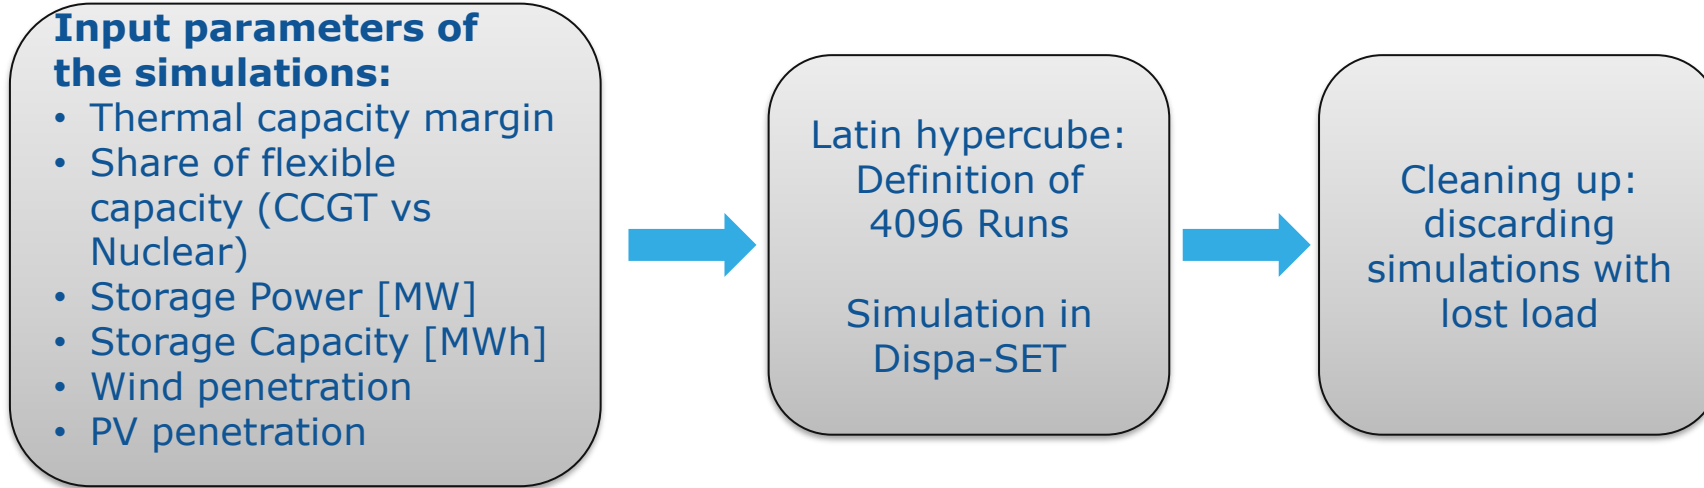 Input parameters of
the simulations:
• Thermal capacity margin
• Share of flexible
capacity (CCGT vs
Nuclear)
• Storage Power [MW]
• Storage Capacity [MWh]
• Wind penetration
• PV penetration
Latin hypercube:
Definition of
4096 Runs
Simulation in
Dispa-SET
Cleaning up:
discarding
simulations with
lost load